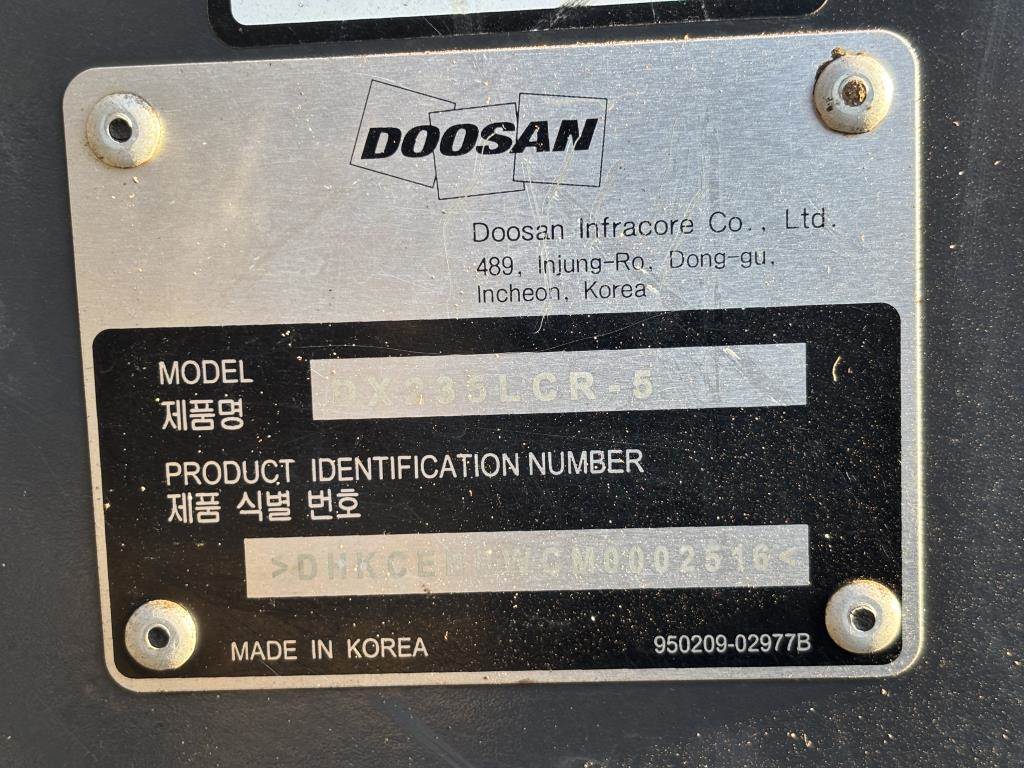 DOOSAN
Doosan Infracore Co., Ltd.
489, Injung-Ro, Dong-gu,
Incheon, Korea
MODEL
DX235LCR-5
제품명
PRODUCT IDENTIFICATION NUMBER
제품 식별 번호
MADE IN KOREA
950209-02977B